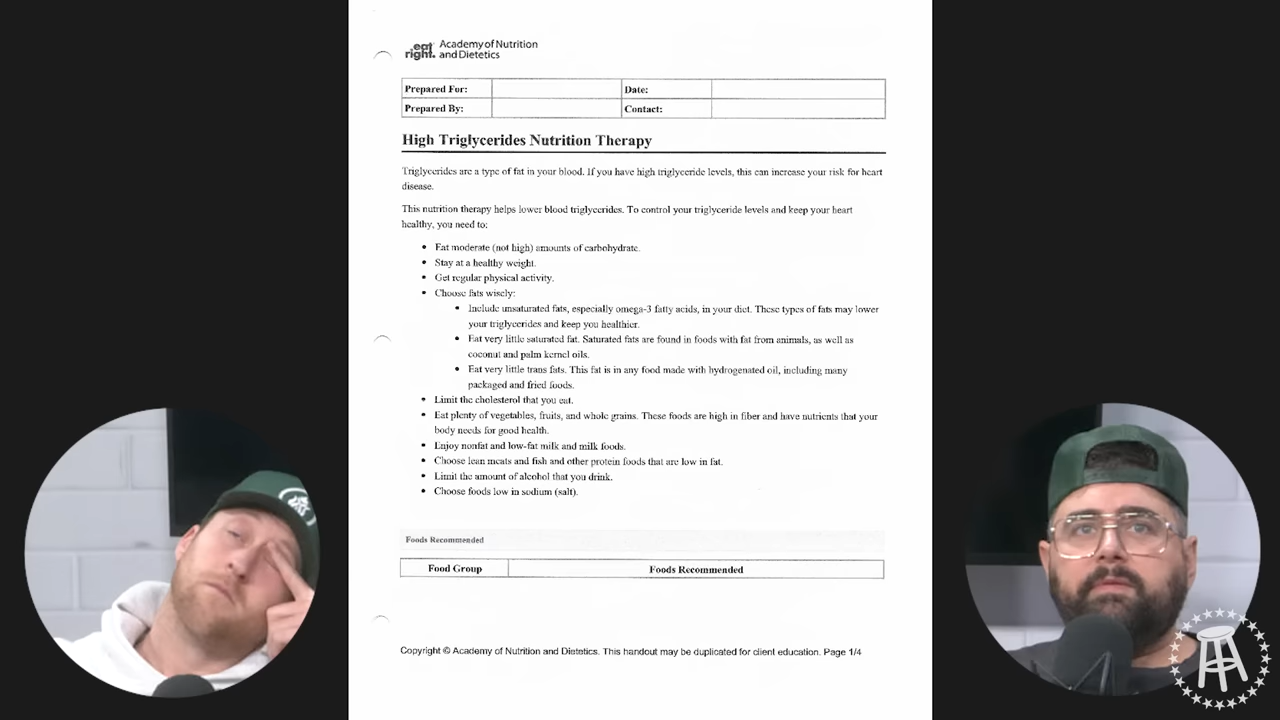 eat right. Academy of Nutrition and Dietetics
Prepared For: Date:
Prepared By: Contact:
High Triglycerides Nutrition Therapy
Triglycerides are a type of fat in your blood. If you have high triglyceride levels, this can increase your risk for heart
disease.
This nutrition therapy helps lower blood triglycerides. To control your triglyceride levels and keep your heart
healthy, you need to:
• Eat moderate (not high) amounts of carbohydrate.
• Stay at a healthy weight.
• Get regular physical activity.
• Choose fats wisely:
• Include unsaturated fats, especially omega-3 fatty acids, in your diet. These types of fats may lower
your triglycerides and keep you healthier.
• Eat very little saturated fat. Saturated fats are found in foods with fat from animals, as well as
coconut and palm kernel oils.
• Eat very little trans fats. This fat is in any food made with hydrogenated oil, including many
packaged and fried foods.
• Limit the cholesterol that you eat.
• Eat plenty of vegetables, fruits, and whole grains. These foods are high in fiber and have nutrients that your
body needs for good health.
• Enjoy nonfat and low-fat milk and milk foods.
• Choose lean meats and fish and other protein foods that are low in fat.
• Limit the amount of alcohol that you drink.
• Choose foods low in sodium (salt).
Foods Recommended
Food Group Foods Recommended
Copyright © Academy of Nutrition and Dietetics. This handout may be duplicated for client education. Page 1/4